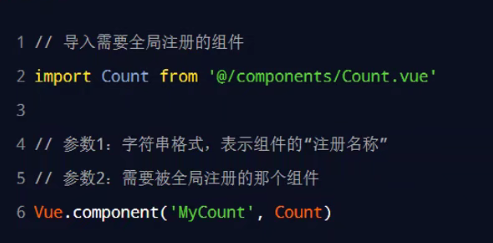 1 // 导入需要全局注册的组件
2 import Count from '@/components/Count.vue'
3
4 // 参数1：字符串格式，表示组件的“注册名称”
5 // 参数2：需要被全局注册的那个组件
6 Vue.component('MyCount', Count)